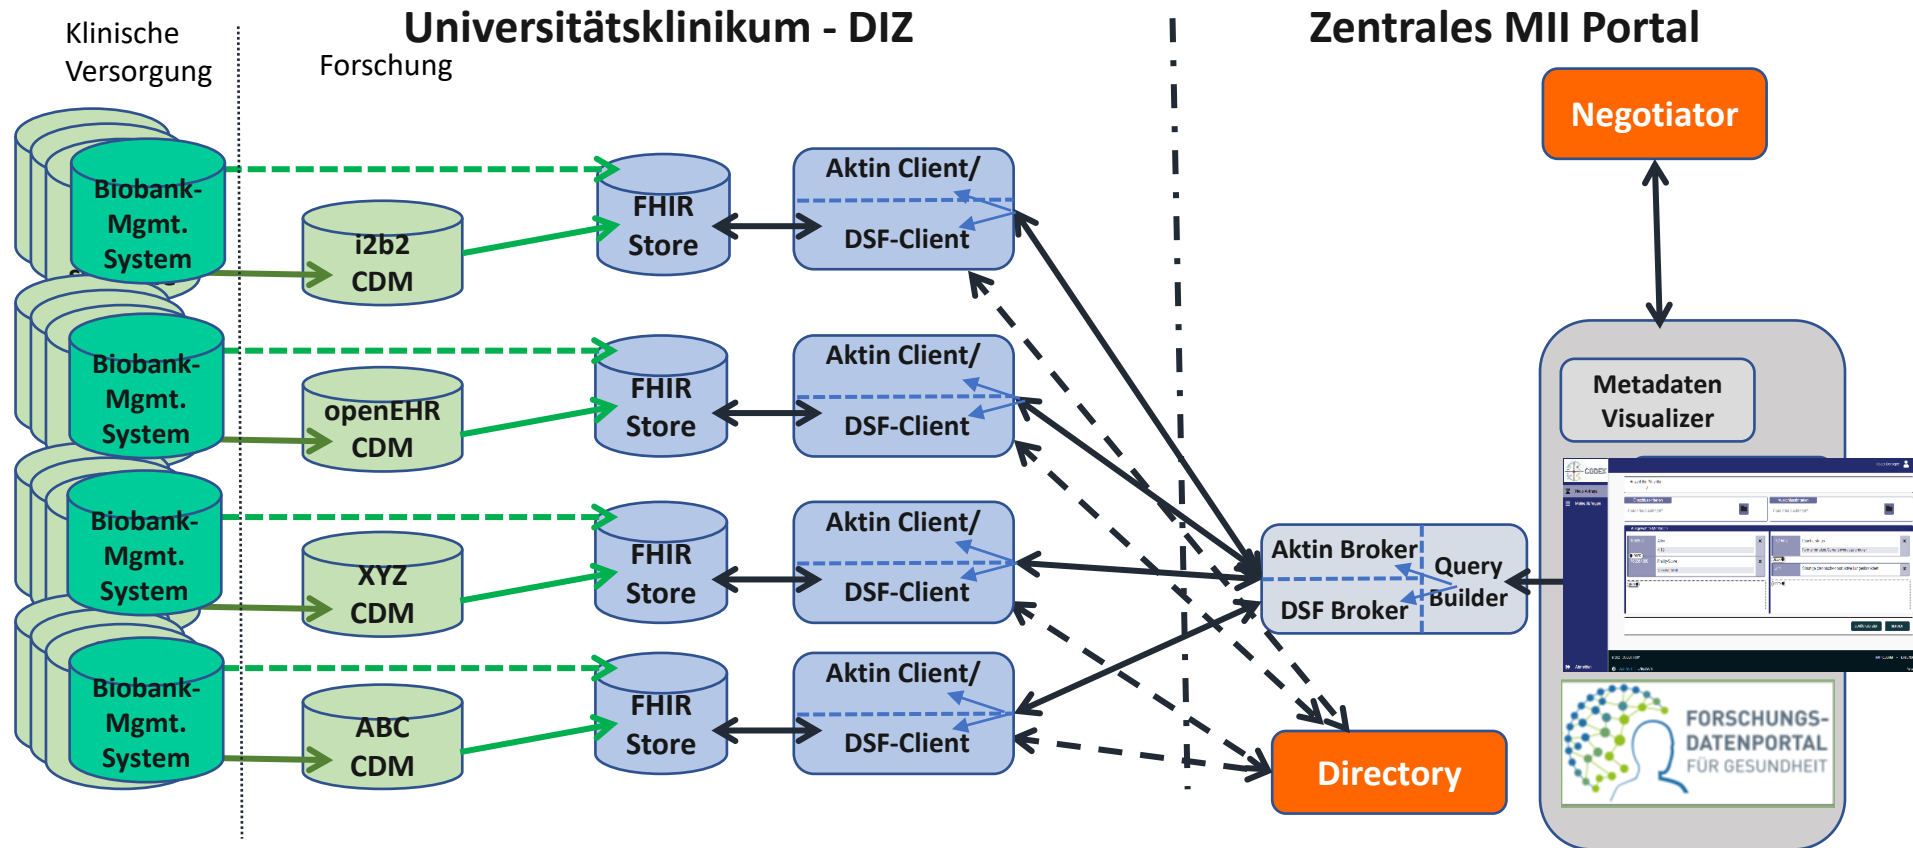 Klinische
Versorgung
Universitätsklinikum - DIZ
Forschung
Zentrales MII Portal
Negotiator
Biobank-
Mgmt.
System
i2b2
CDM
FHIR
Store
Aktin Client/
DSF-Client
Biobank-
Mgmt.
System
openEHR
CDM
FHIR
Store
Aktin Client/
DSF-Client
Biobank-
Mgmt.
System
XYZ
CDM
FHIR
Store
Aktin Client/
DSF-Client
Biobank-
Mgmt.
System
ABC
CDM
FHIR
Store
Aktin Client/
DSF-Client
Aktin Broker
DSF Broker
Query
Builder
Directory
Metadaten
Visualizer
CODEX
FORSCHUNGS-
DATENPORTAL
FÜR GESUNDHEIT